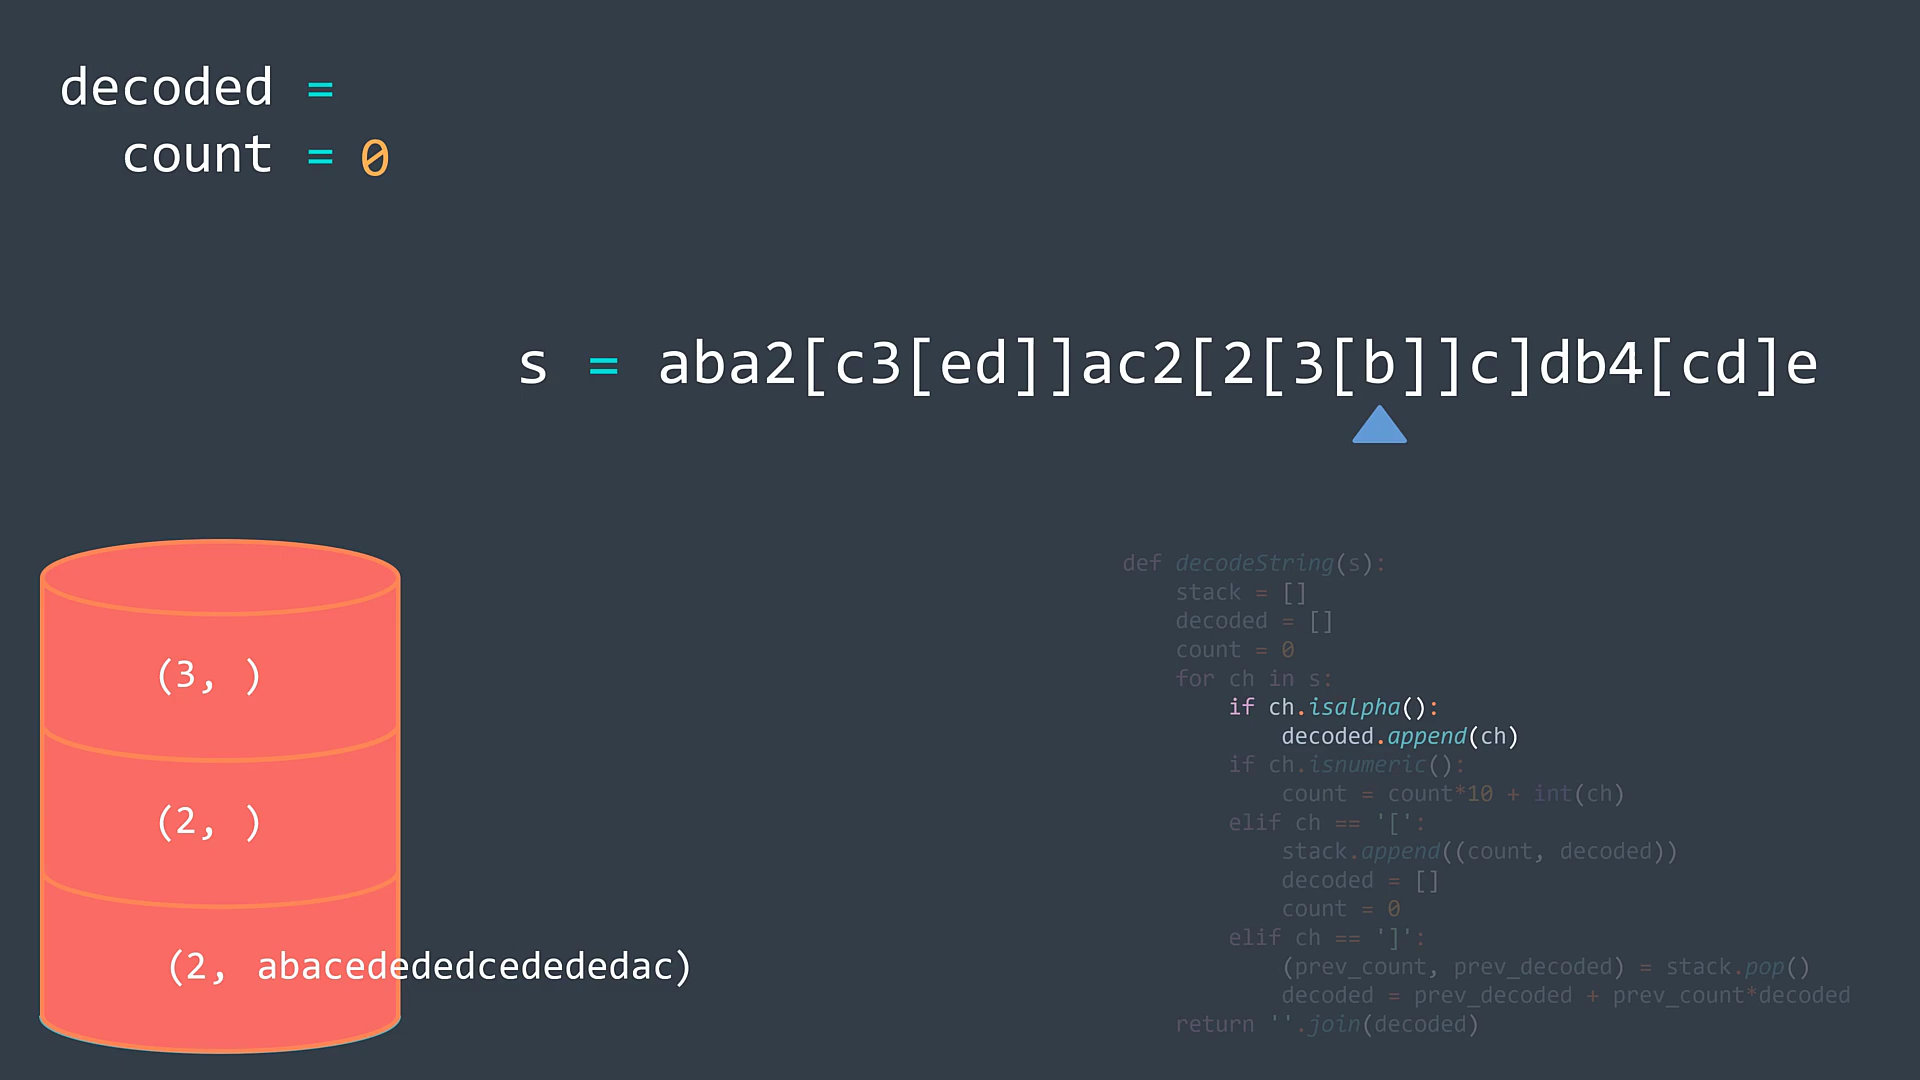 decoded =
count = 0
s = aba2[c3[ed]]ac2[2[3[b]]c]db4[cd]e
(3, )
(2, )
(2, abacedededcedededac)
def decodeString(s):
    stack = []
    decoded = []
    count = 0
    for ch in s:
        if ch.isalpha():
            decoded.append(ch)
        if ch.isnumeric():
            count = count*10 + int(ch)
        elif ch == '[':
            stack.append((count, decoded))
            decoded = []
            count = 0
        elif ch == ']':
            (prev_count, prev_decoded) = stack.pop()
            decoded = prev_decoded + prev_count*decoded
    return ''.join(decoded)